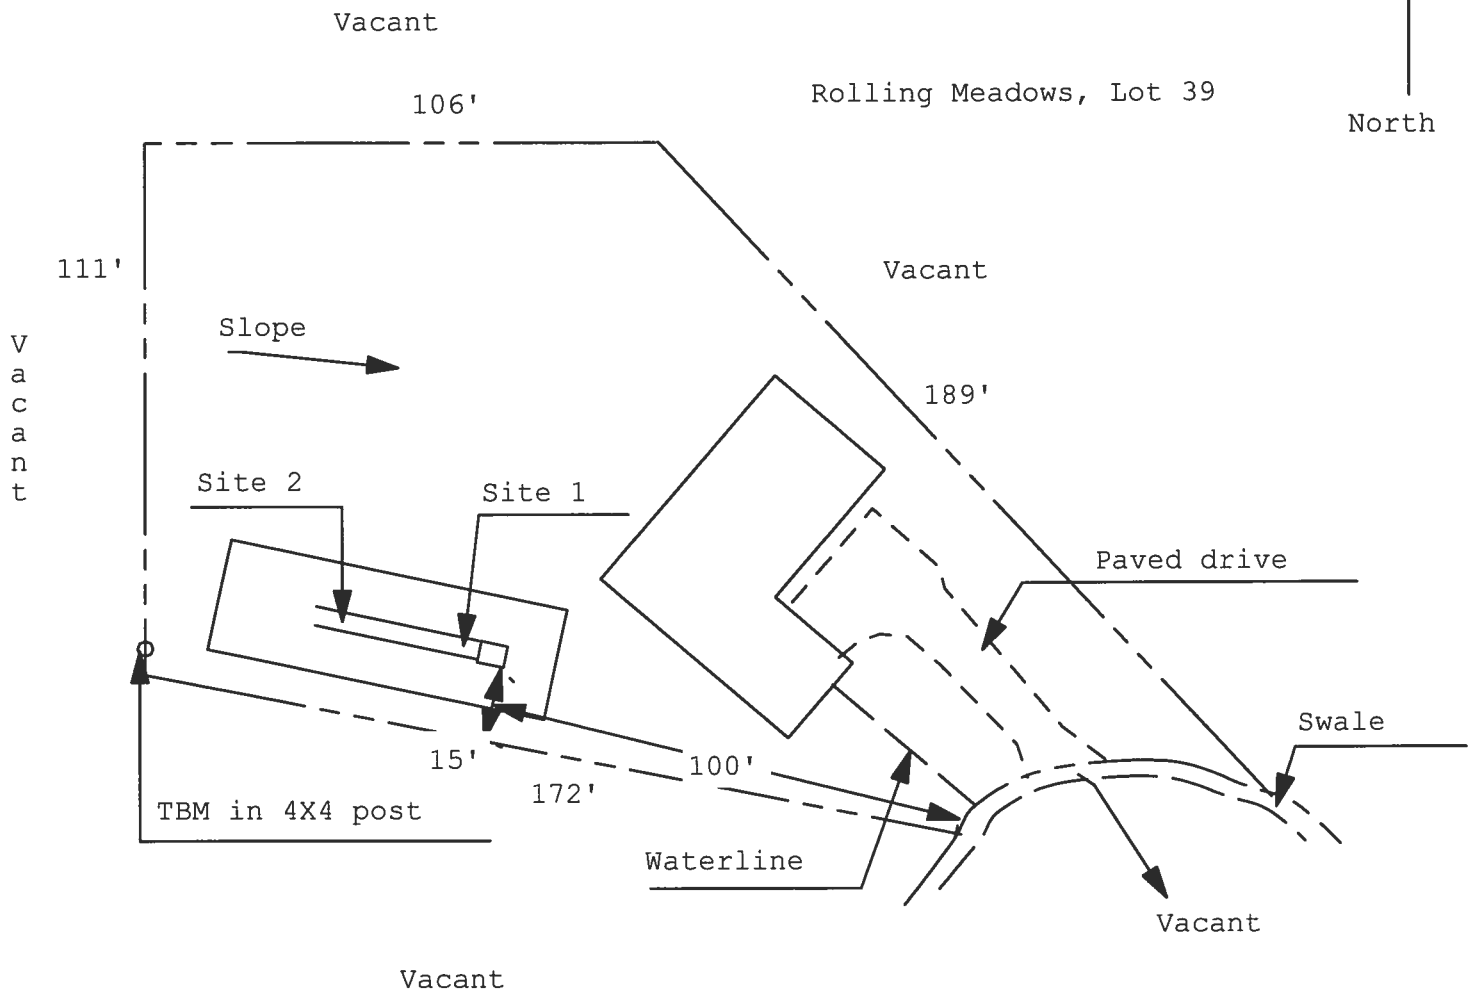 Vacant
106'
Rolling Meadows, Lot 39
North
111'
Vacant
Vacant
Slope
189'
Site 2
Site 1
Paved drive
Swale
15'
100'
172'
TBM in 4X4 post
Waterline
Vacant
Vacant